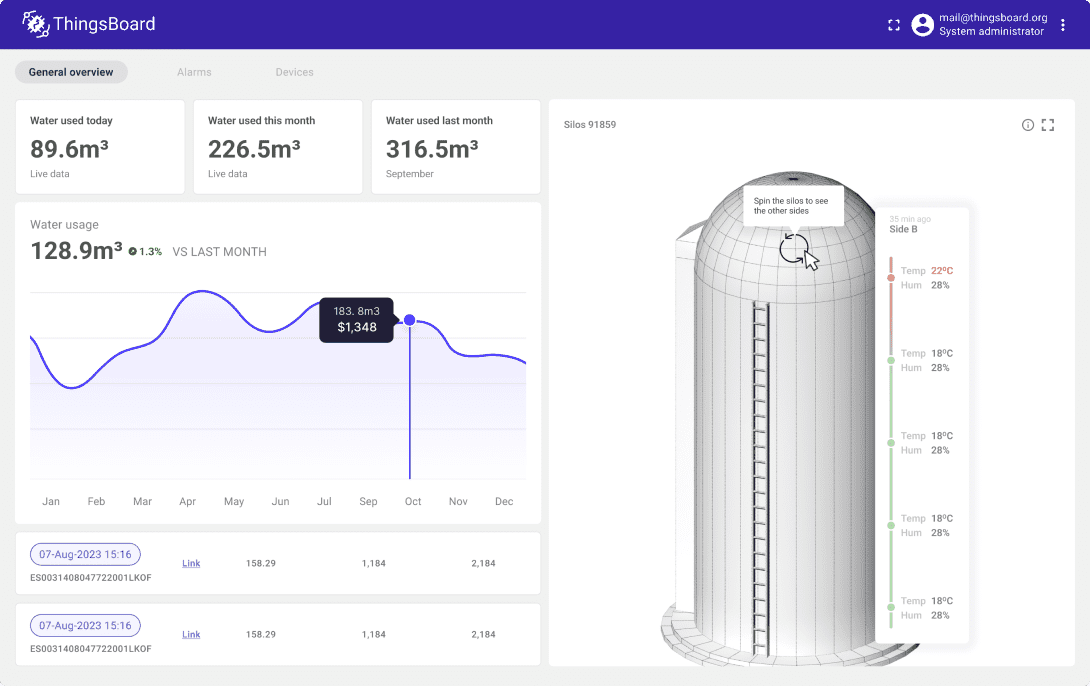 ThingsBoard
mail@thingsboard.org
System administrator
General overview
Alarms
Devices
Water used today
89.6m³
Live data
Water used this month
226.5m³
Live data
Water used last month
316.5m³
September
Water usage
128.9m³
1.3%
VS LAST MONTH
183. 8m3
$1,348
Jan Feb Mar Apr May Jun Jul Sep Oct Nov Dec
07-Aug-2023 15:16
ES0031408047722001LKOF
Link
158.29
1,184
2,184
07-Aug-2023 15:16
ES0031408047722001LKOF
Link
158.29
1,184
2,184
Silos 91859
Spin the silos to see
the other sides
35 min ago
Side B
Temp 22ºC
Hum 28%
Temp 18ºC
Hum 28%
Temp 18ºC
Hum 28%
Temp 18ºC
Hum 28%
Temp 18ºC
Hum 28%